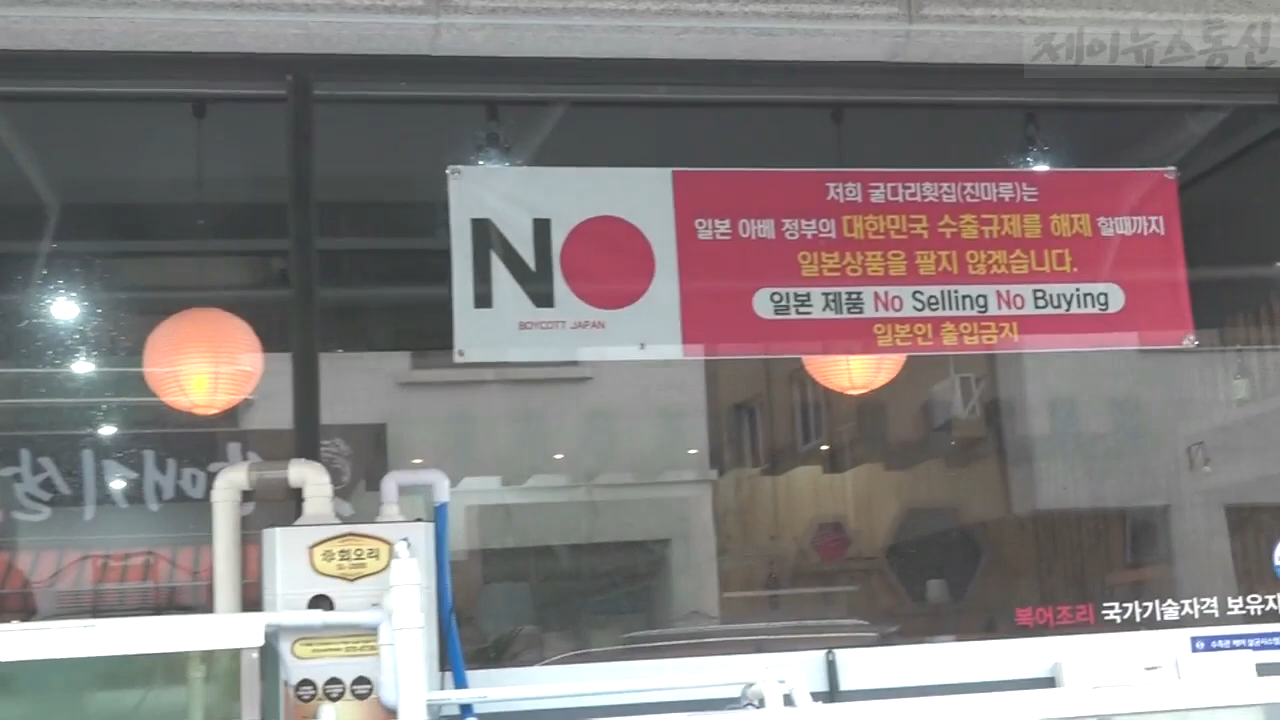 제이뉴스통신
저희 굴다리횟집(진마루)는
일본 아베 정부의 대한민국 수출규제를 해제 할때까지
일본상품을 팔지 않겠습니다.
NO
BOYCOTT JAPAN
일본 제품 No Selling No Buying
일본인 출입금지
회오리
복어조리 국가기술자격 보유자